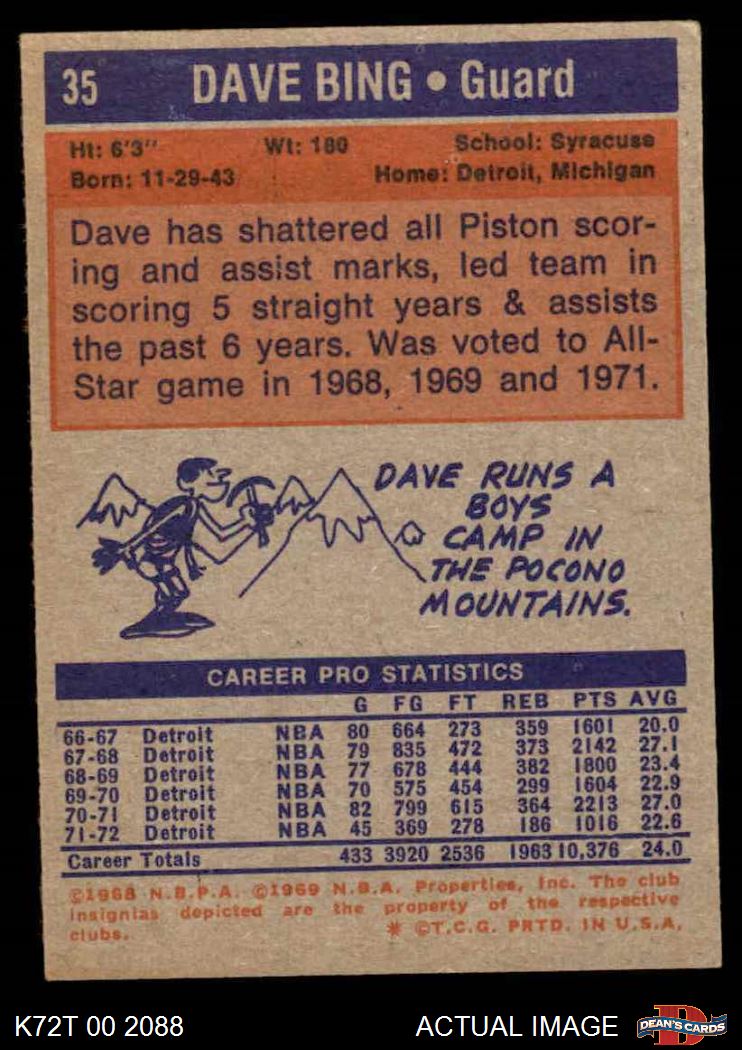 35 DAVE BING • Guard
Ht: 6'3" Wt: 180 School: Syracuse
Born: 11-29-43 Home: Detroit, Michigan
Dave has shattered all Piston scor-
ing and assist marks, led team in
scoring 5 straight years & assists
the past 6 years. Was voted to All-
Star game in 1968, 1969 and 1971.
DAVE RUNS A
BOYS
CAMP IN
THE POCONO
MOUNTAINS.
CAREER PRO STATISTICS
G FG FT REB PTS AVG
66-67 Detroit NBA 80 664 273 359 1601 20.0
67-68 Detroit NBA 79 835 472 373 2142 27.1
68-69 Detroit NBA 77 678 444 382 1800 23.4
69-70 Detroit NBA 70 575 454 299 1604 22.9
70-71 Detroit NBA 82 799 615 364 2213 27.0
71-72 Detroit NBA 45 369 278 186 1016 22.6
Career Totals 433 3920 2536 1963 10,376 24.0
©1968 N.B.P.A. ©1969 N.B.A. Properties, Inc. The club
insignias depicted are the property of the respective
clubs. * ©T.C.G. PRTD. IN U.S.A.
K72T 00 2088 ACTUAL IMAGE DEAN'S CARDS